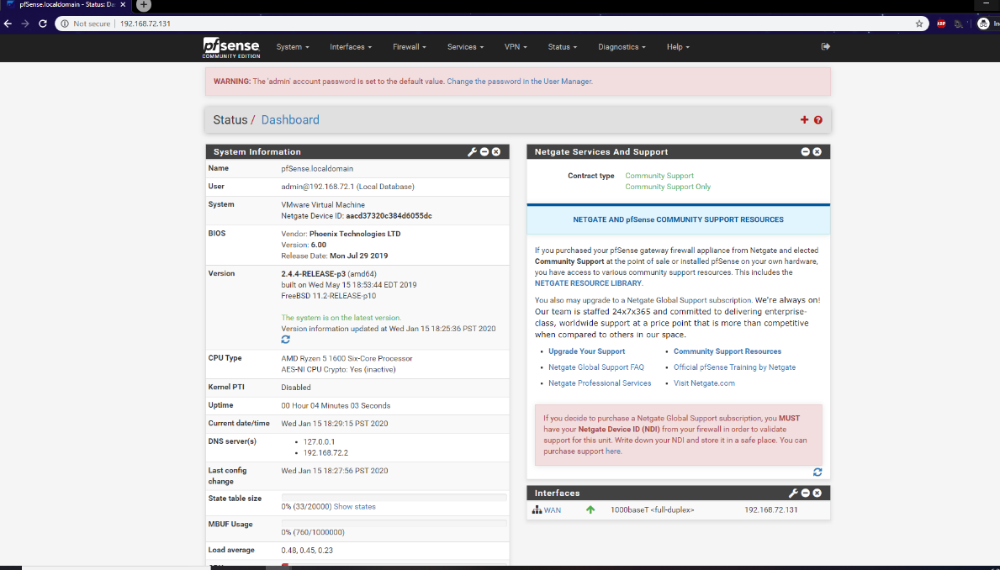 pfSense.localdomain - Status: Da
Not secure
192.168.72.131
ABP
In
pfsense
COMMUNITY EDITION
System
Interfaces
Firewall
Services
VPN
Status
Diagnostics
Help
WARNING: The 'admin' account password is set to the default value. Change the password in the User Manager.
Status / Dashboard
System Information
Name pfSense.localdomain
User admin@192.168.72.1 (Local Database)
System VMware Virtual Machine
Netgate Device ID: aacd37320c384d6055dc
BIOS Vendor: Phoenix Technologies LTD
Version: 6.00
Release Date: Mon Jul 29 2019
Version 2.4.4-RELEASE-p3 (amd64)
built on Wed May 15 18:53:44 EDT 2019
FreeBSD 11.2-RELEASE-p10
The system is on the latest version.
Version information updated at Wed Jan 15 18:25:36 PST 2020
CPU Type AMD Ryzen 5 1600 Six-Core Processor
AES-NI CPU Crypto: Yes (inactive)
Kernel PTI Disabled
Uptime 00 Hour 04 Minutes 03 Seconds
Current date/time Wed Jan 15 18:29:15 PST 2020
DNS server(s) • 127.0.0.1
• 192.168.72.2
Last config Wed Jan 15 18:27:56 PST 2020
change
State table size
0% (33/20000) Show states
MBUF Usage
0% (760/1000000)
Load average 0.48, 0.45, 0.23
Netgate Services And Support
Contract type Community Support
Community Support Only
NETGATE AND pfSense COMMUNITY SUPPORT RESOURCES
If you purchased your pfSense gateway firewall appliance from Netgate and elected
Community Support at the point of sale or installed pfSense on your own hardware,
you have access to various community support resources. This includes the
NETGATE RESOURCE LIBRARY.
You also may upgrade to a Netgate Global Support subscription. We're always on!
Our team is staffed 24x7x365 and committed to delivering enterprise-
class, worldwide support at a price point that is more than competitive
when compared to others in our space.
• Upgrade Your Support
• Community Support Resources
• Netgate Global Support FAQ
• Official pfSense Training by Netgate
• Netgate Professional Services
• Visit Netgate.com
If you decide to purchase a Netgate Global Support subscription, you MUST
have your Netgate Device ID (NDI) from your firewall in order to validate
support for this unit. Write down your NDI and store it in a safe place. You can
purchase support here.
Interfaces
WAN 1000baseT <full-duplex> 192.168.72.131